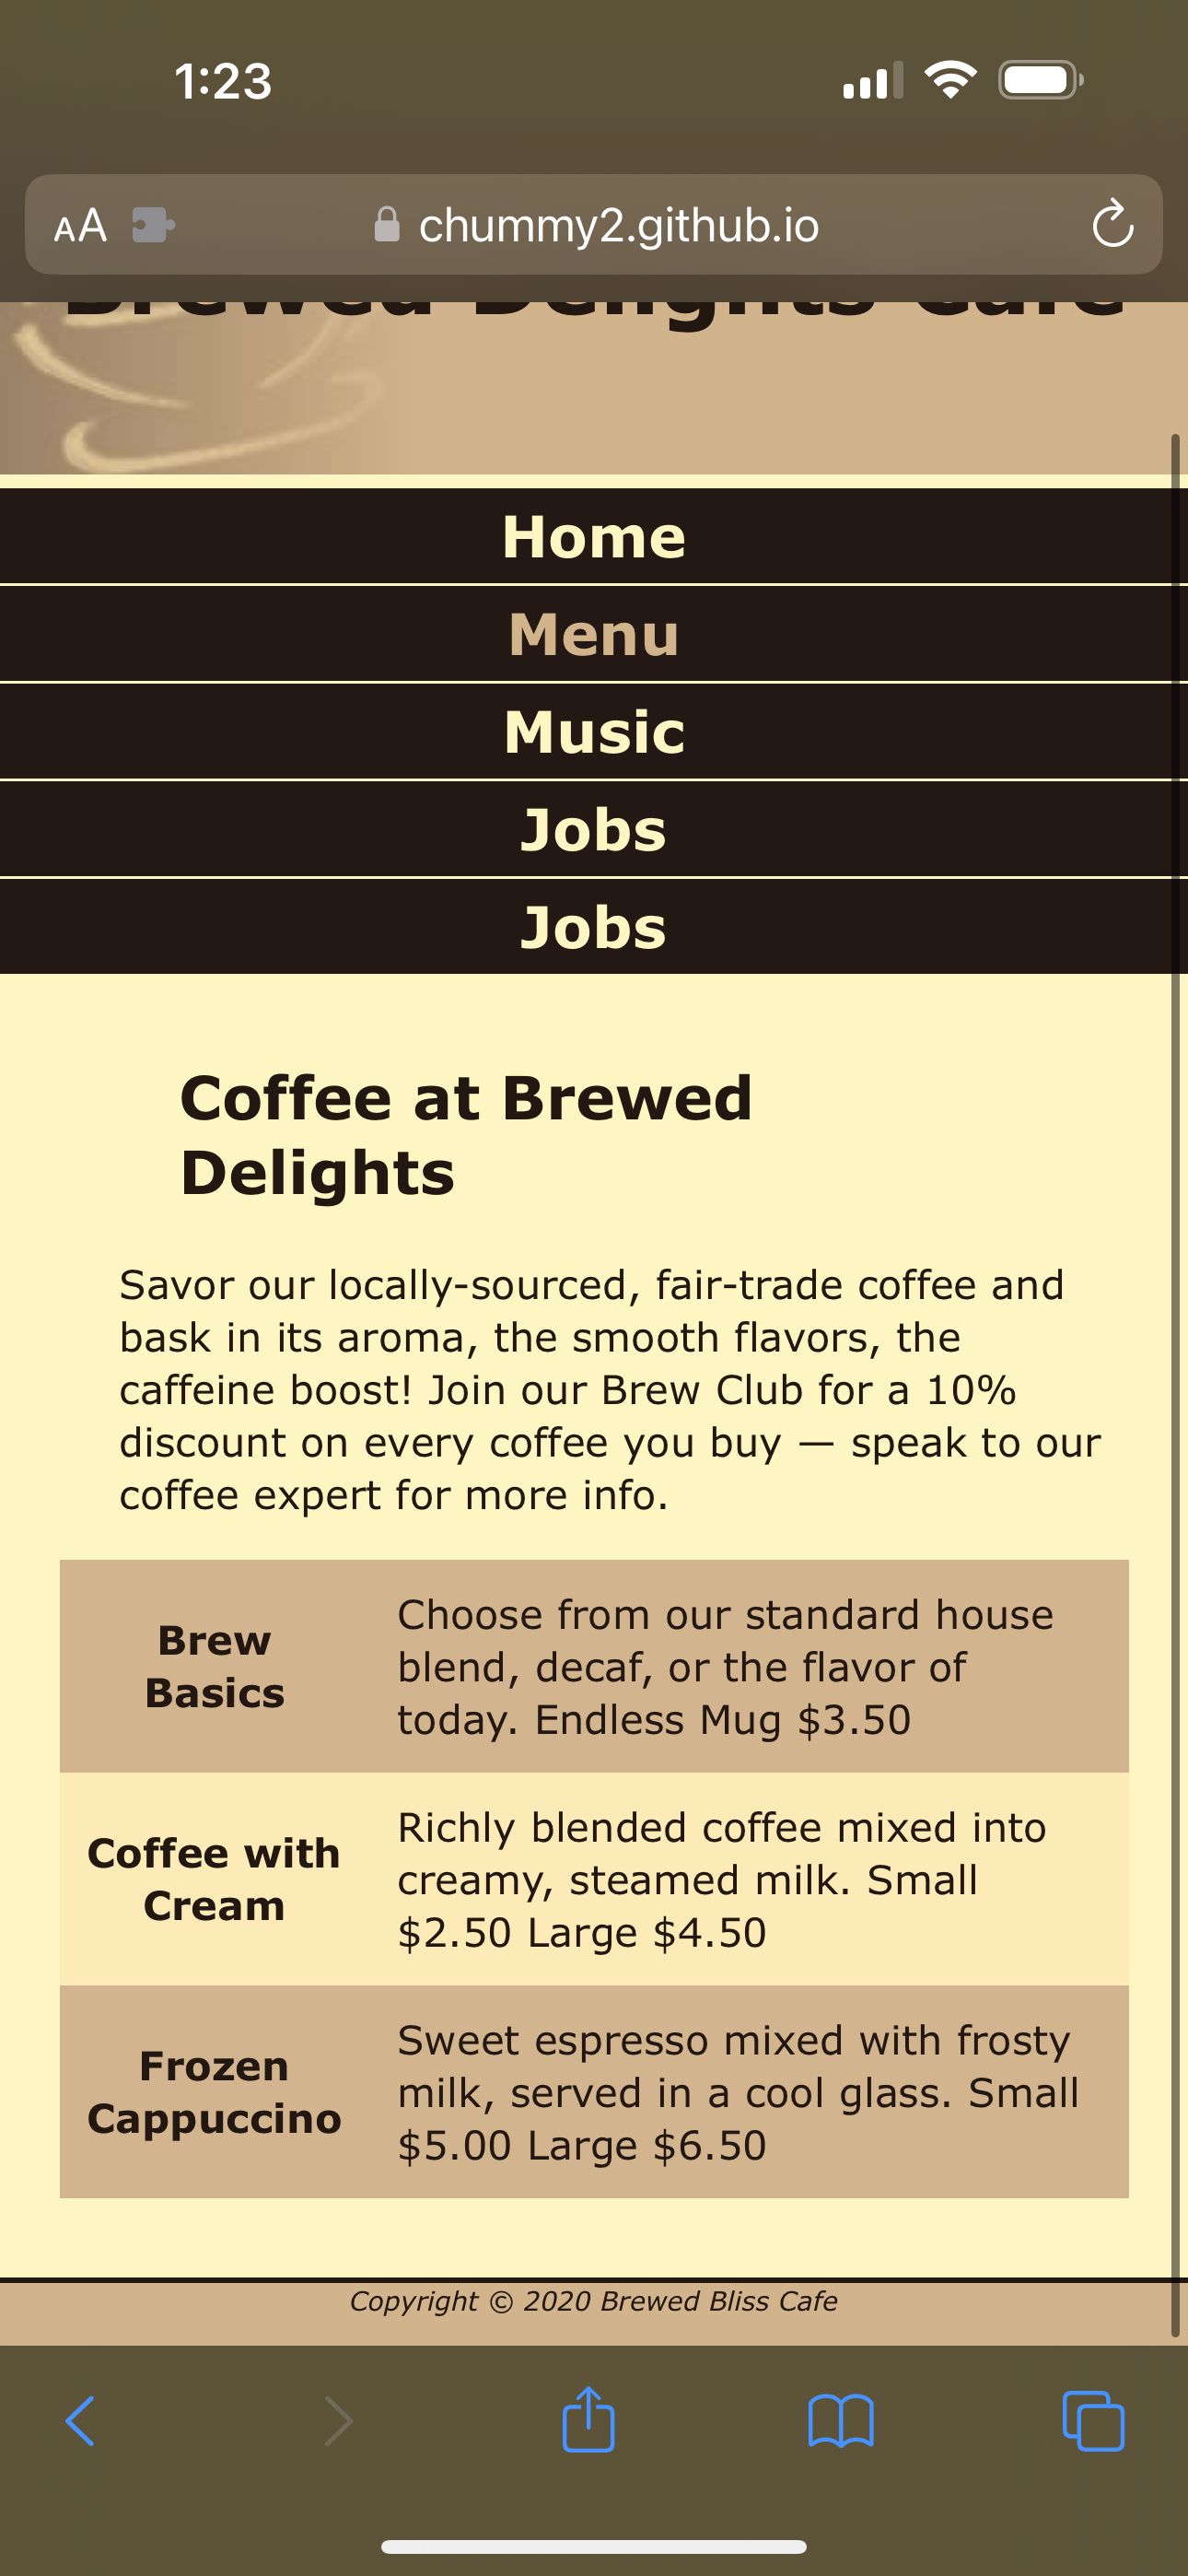 1:23
AA
chummy2.github.io
Brewed Delights Cafe
Home
Menu
Music
Jobs
Jobs
Coffee at Brewed
Delights
Savor our locally-sourced, fair-trade coffee and
bask in its aroma, the smooth flavors, the
caffeine boost! Join our Brew Club for a 10%
discount on every coffee you buy — speak to our
coffee expert for more info.
Brew
Basics
Choose from our standard house
blend, decaf, or the flavor of
today. Endless Mug $3.50
Coffee with
Cream
Richly blended coffee mixed into
creamy, steamed milk. Small
$2.50 Large $4.50
Frozen
Cappuccino
Sweet espresso mixed with frosty
milk, served in a cool glass. Small
$5.00 Large $6.50
Copyright © 2020 Brewed Bliss Cafe